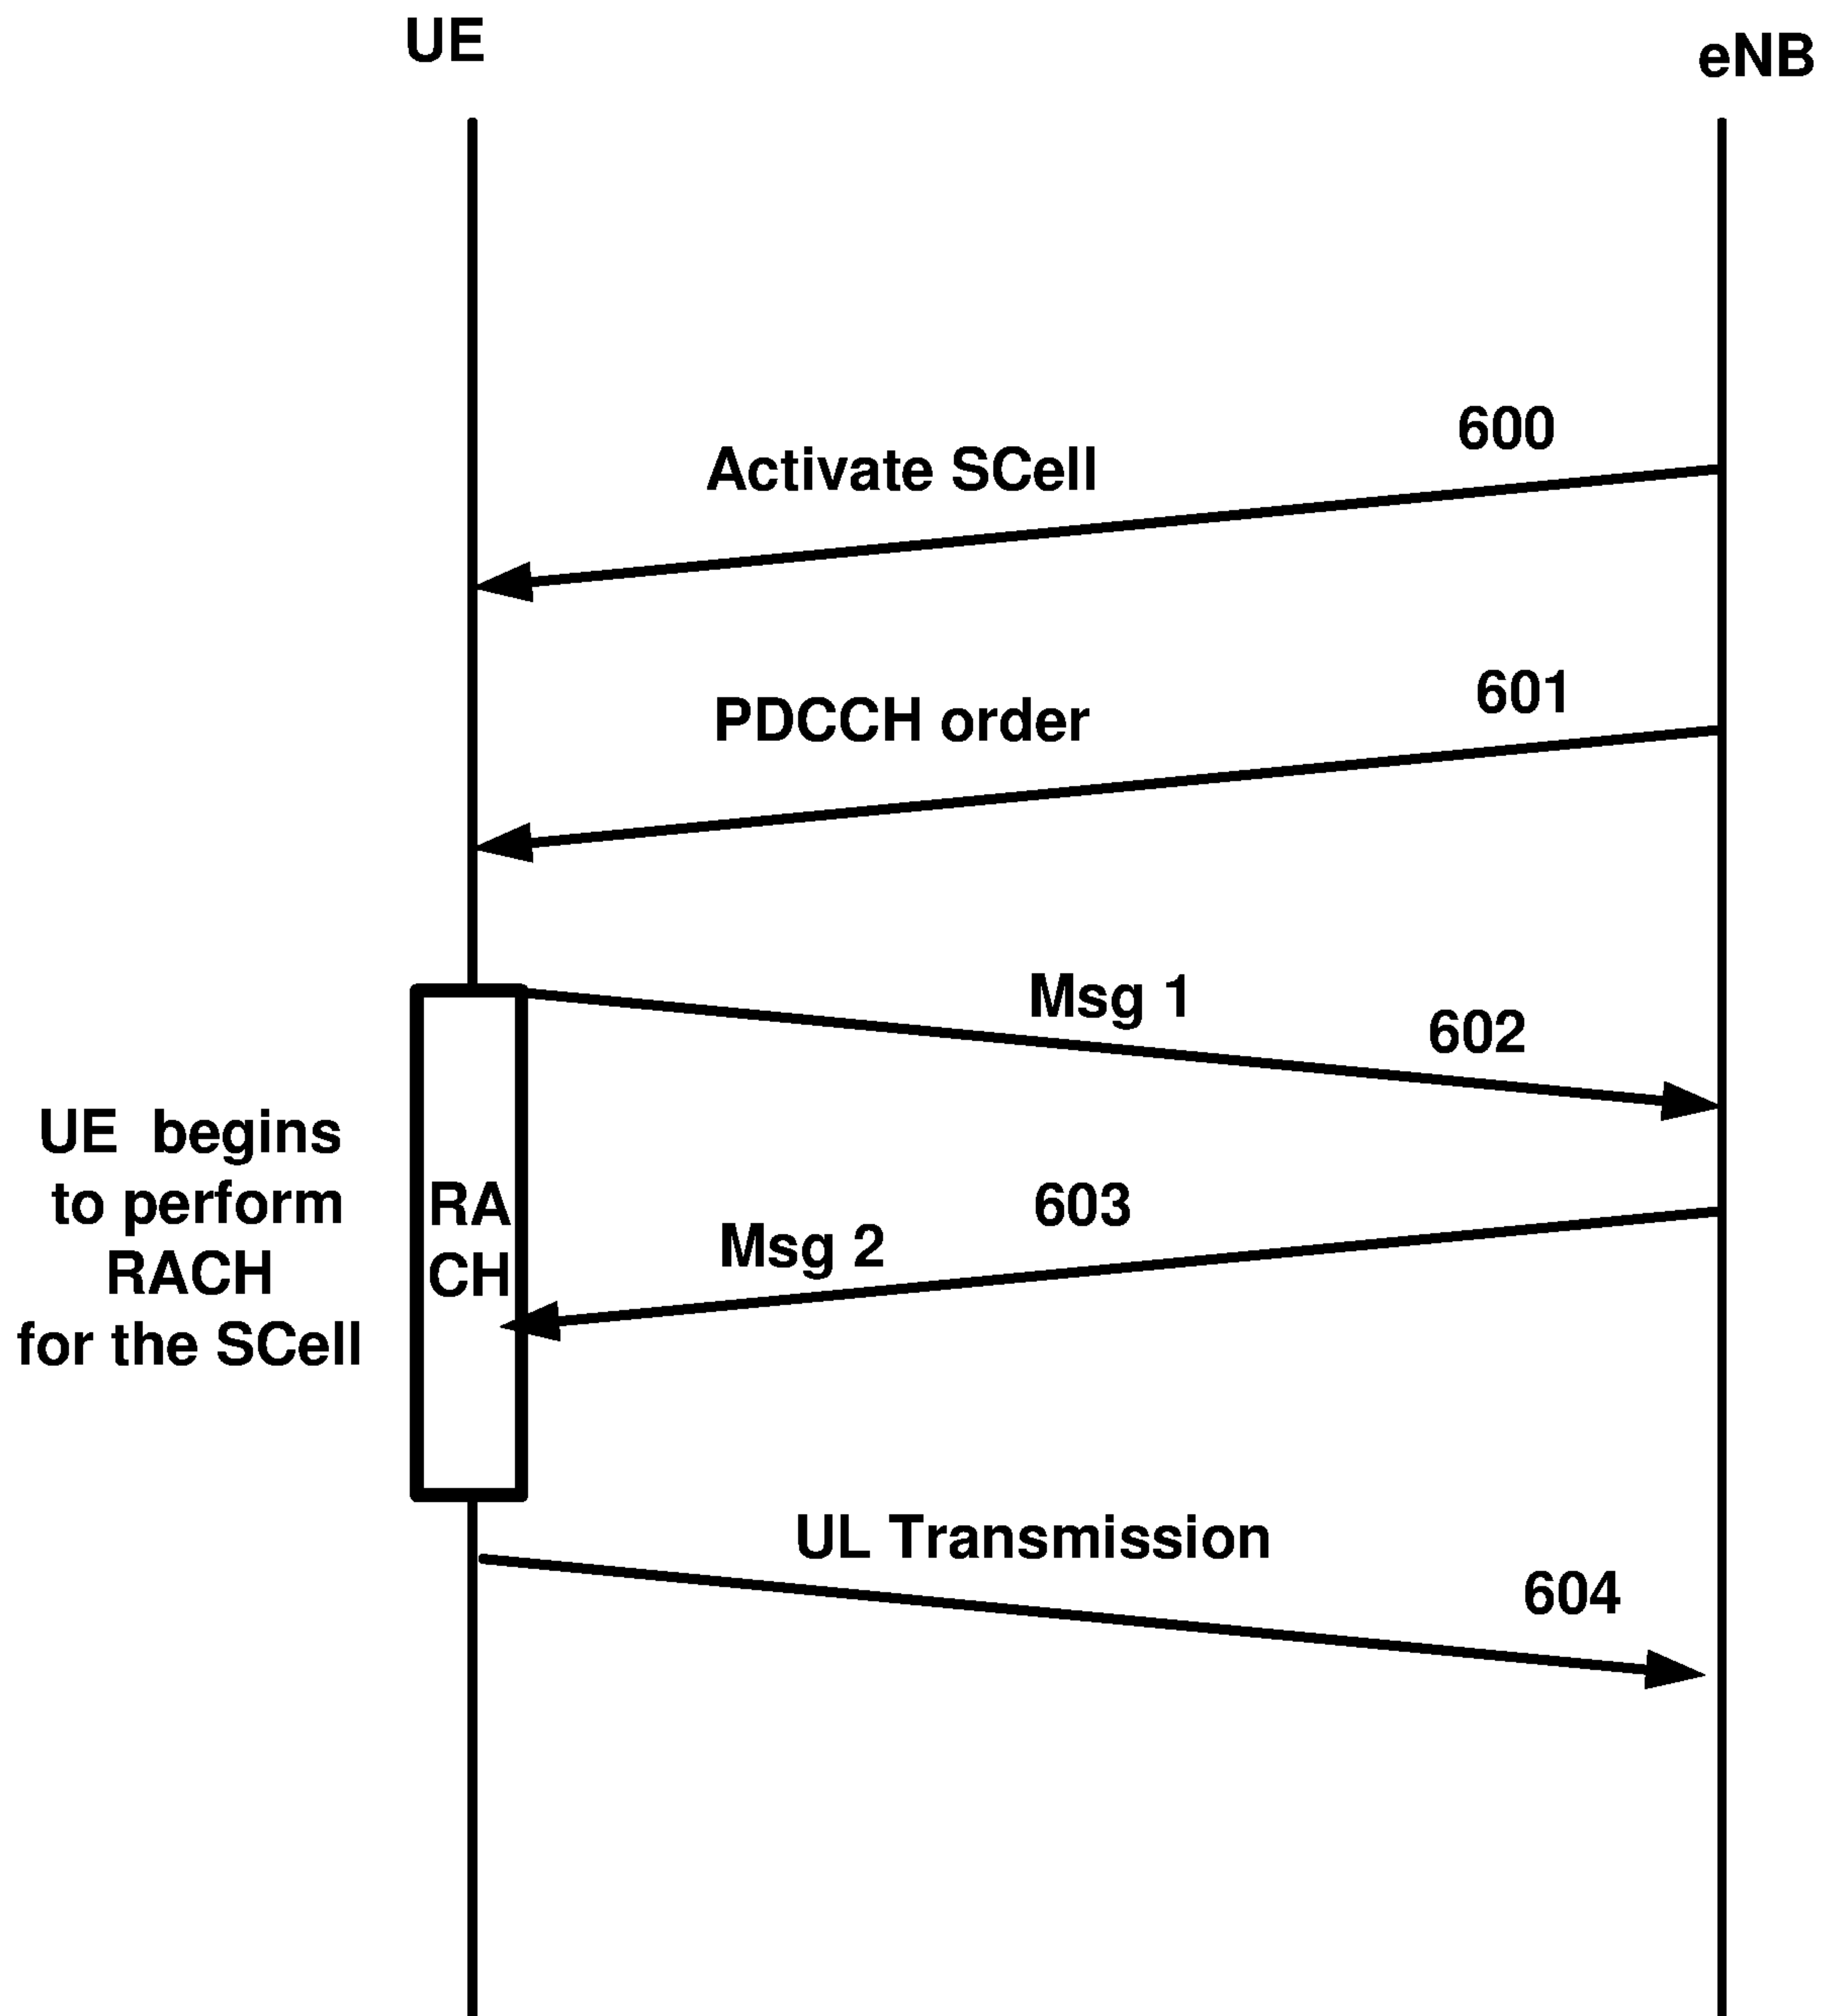 UE
eNB
600
Activate SCell
601
PDCCH order
Msg 1
602
UE begins
to perform
RACH
for the SCell
RA
CH
603
Msg 2
UL Transmission
604